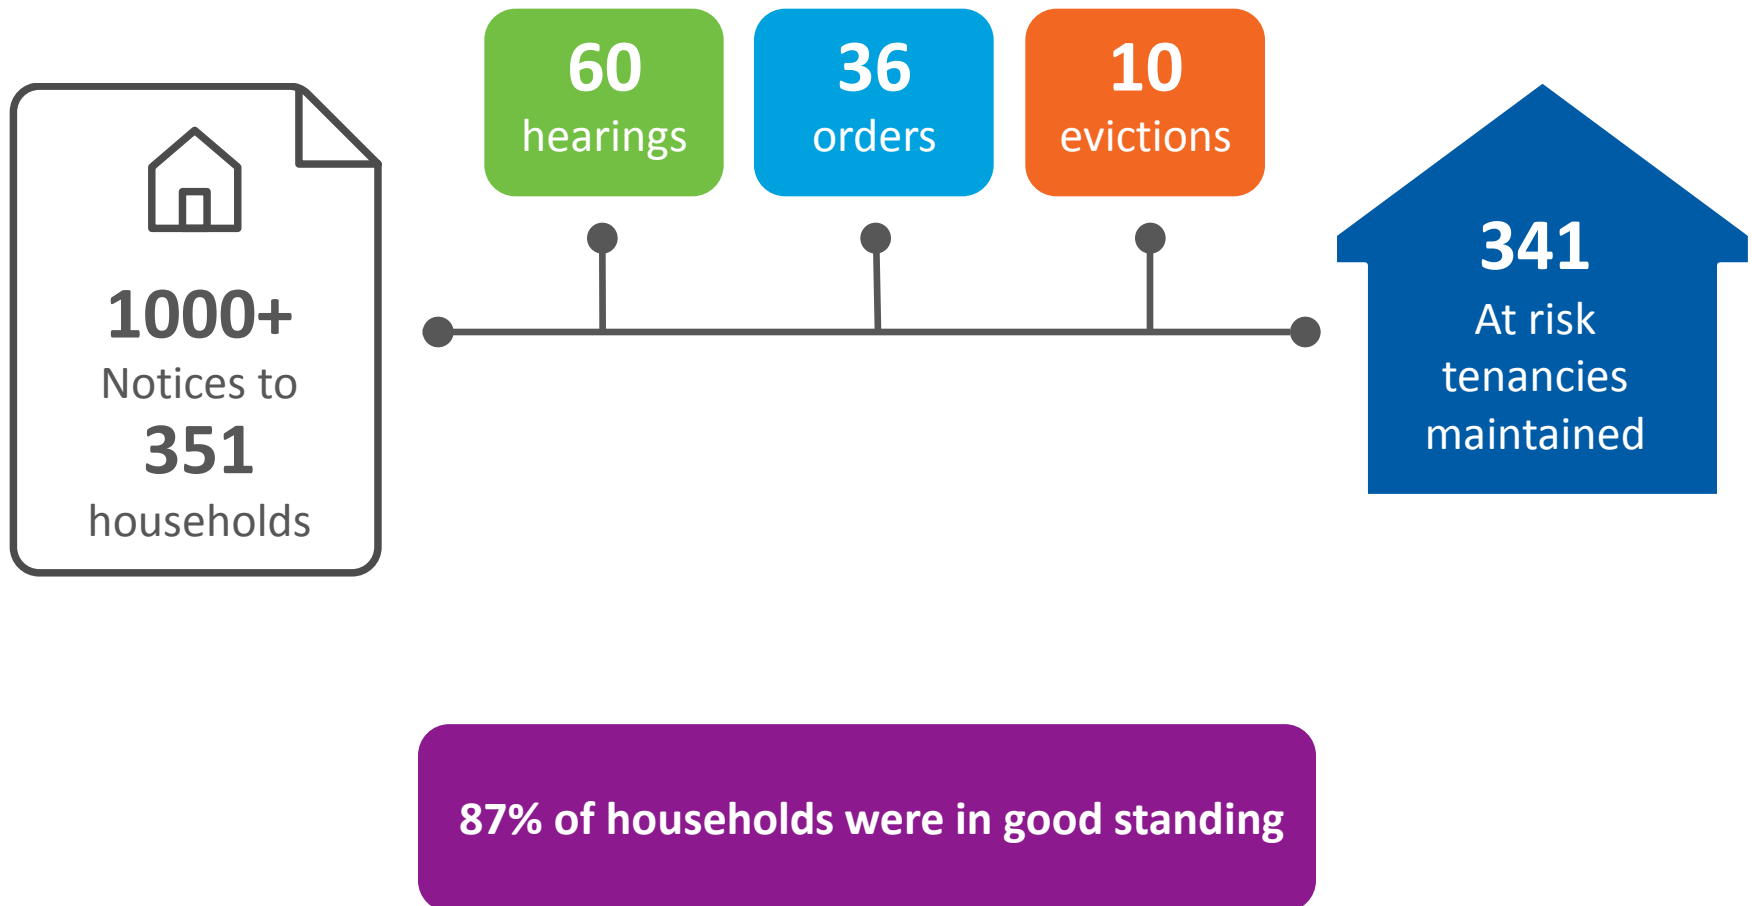 1000+
Notices to
351
households
60
hearings
36
orders
10
evictions
341
At risk
tenancies
maintained
87% of households were in good standing